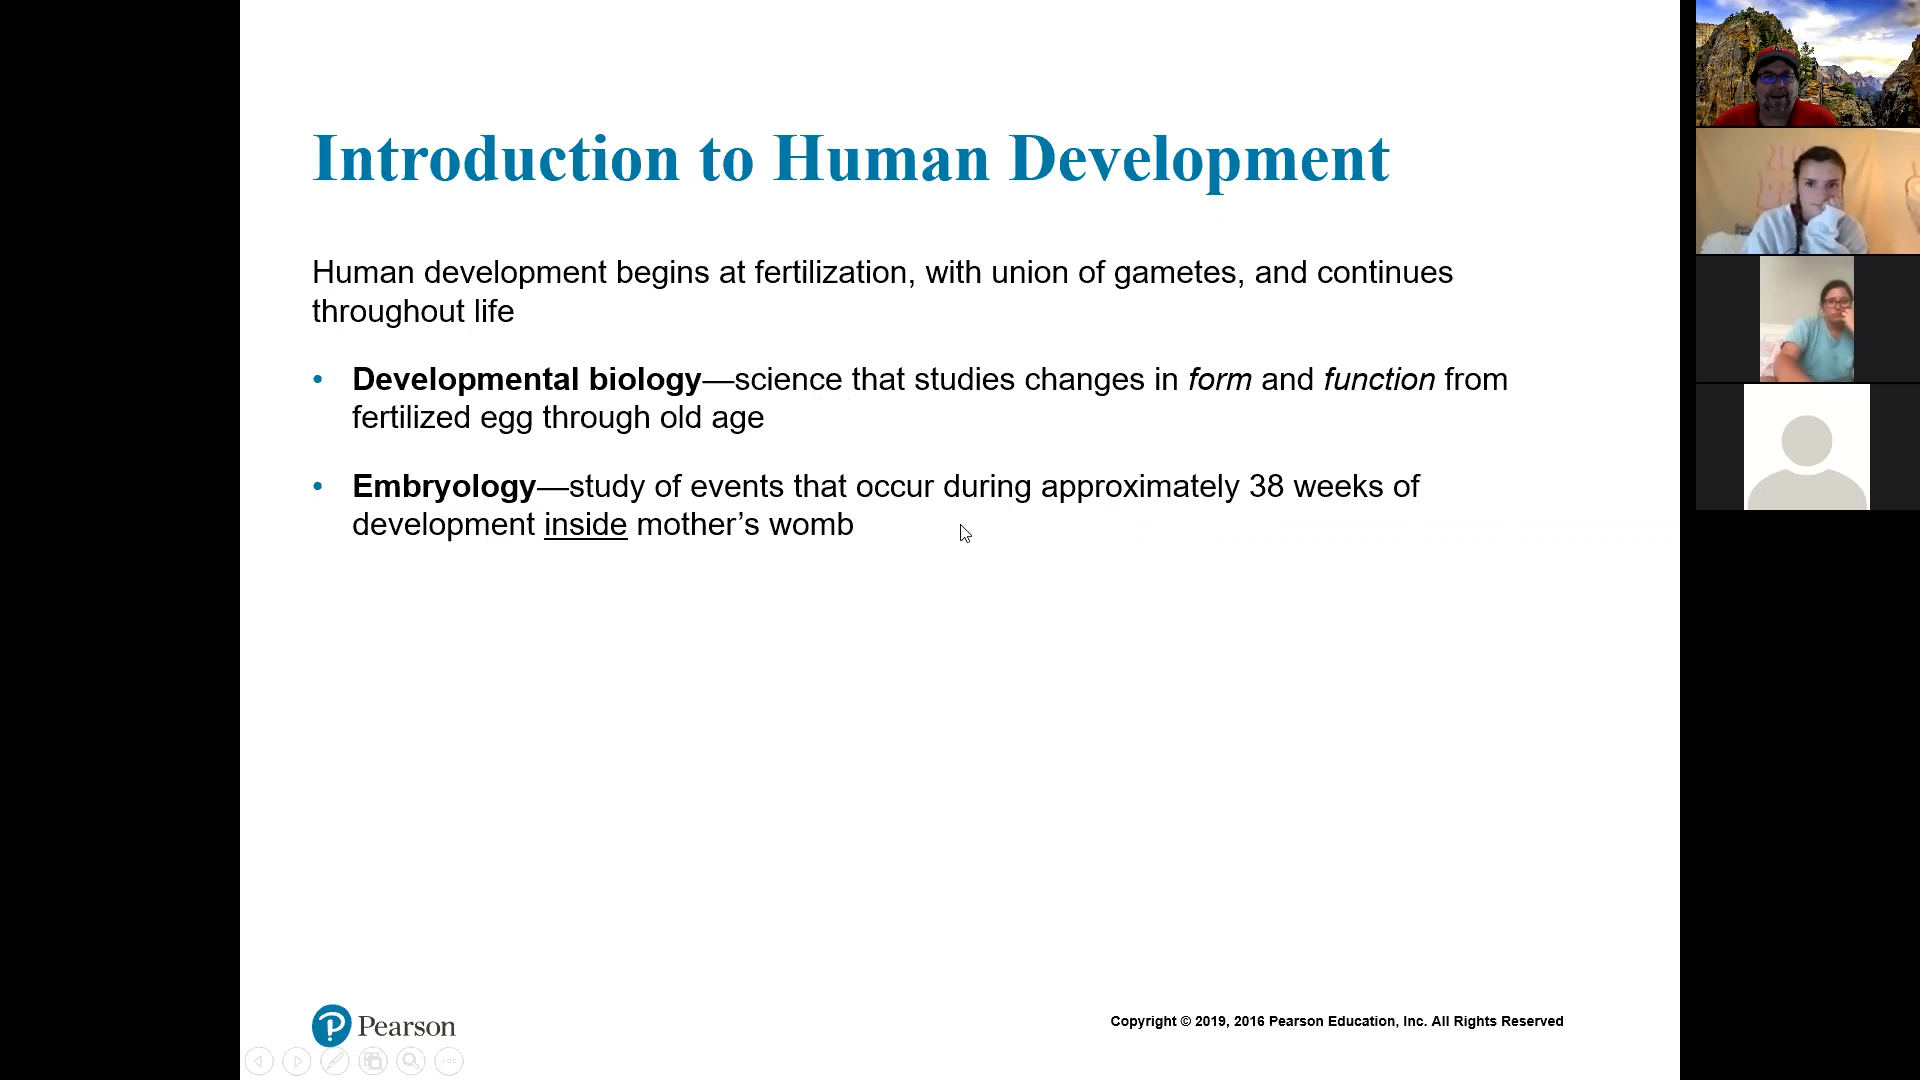 Introduction to Human Development
Human development begins at fertilization, with union of gametes, and continues
throughout life
• Developmental biology—science that studies changes in form and function from
fertilized egg through old age
• Embryology—study of events that occur during approximately 38 weeks of
development inside mother’s womb
Pearson
Copyright © 2019, 2016 Pearson Education, Inc. All Rights Reserved